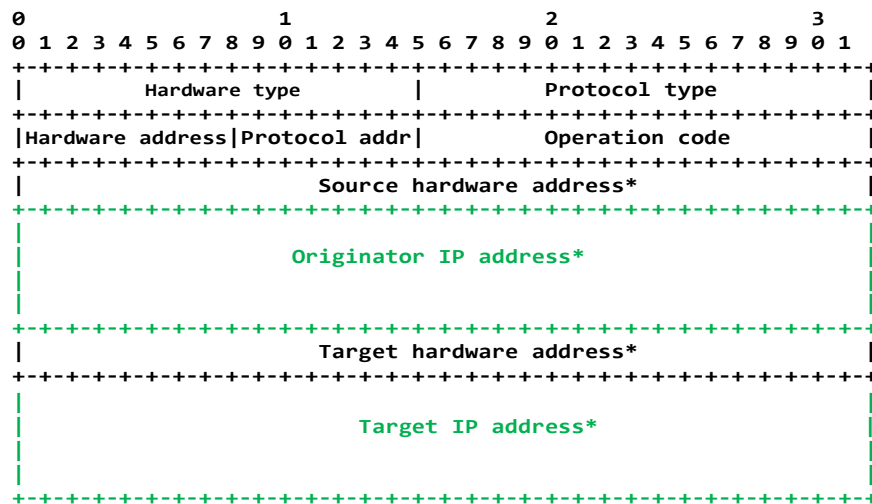 0                   1                   2                   3
0 1 2 3 4 5 6 7 8 9 0 1 2 3 4 5 6 7 8 9 0 1 2 3 4 5 6 7 8 9 0 1
+-+-+-+-+-+-+-+-+-+-+-+-+-+-+-+-+-+-+-+-+-+-+-+-+-+-+-+-+-+-+-+-+
| Hardware type | Protocol type |
+-+-+-+-+-+-+-+-+-+-+-+-+-+-+-+-+-+-+-+-+-+-+-+-+-+-+-+-+-+-+-+-+
|Hardware address|Protocol addr| Operation code |
+-+-+-+-+-+-+-+-+-+-+-+-+-+-+-+-+-+-+-+-+-+-+-+-+-+-+-+-+-+-+-+-+
| Source hardware address* |
+-+-+-+-+-+-+-+-+-+-+-+-+-+-+-+-+-+-+-+-+-+-+-+-+-+-+-+-+-+-+-+-+
| |
| Originator IP address* |
| |
| |
+-+-+-+-+-+-+-+-+-+-+-+-+-+-+-+-+-+-+-+-+-+-+-+-+-+-+-+-+-+-+-+-+
| Target hardware address* |
+-+-+-+-+-+-+-+-+-+-+-+-+-+-+-+-+-+-+-+-+-+-+-+-+-+-+-+-+-+-+-+-+
| |
| Target IP address* |
| |
| |
+-+-+-+-+-+-+-+-+-+-+-+-+-+-+-+-+-+-+-+-+-+-+-+-+-+-+-+-+-+-+-+-+